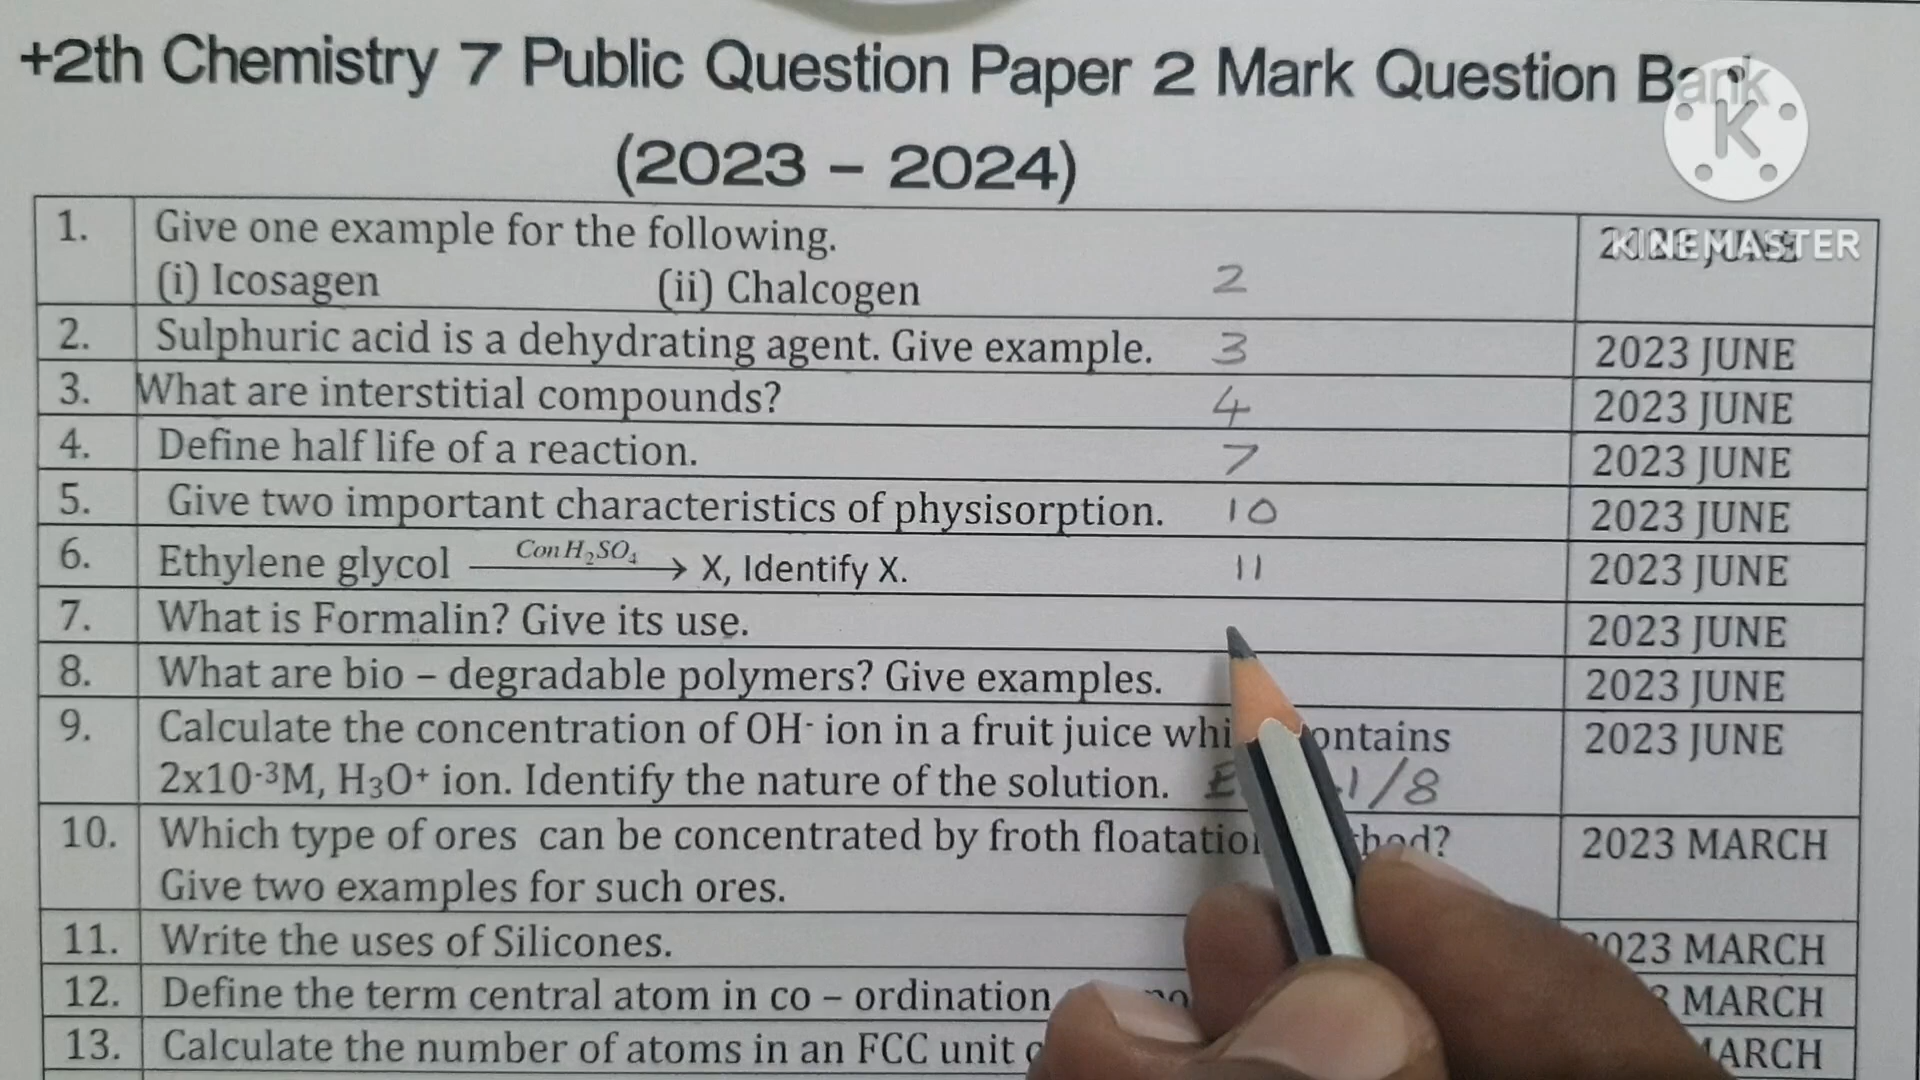 +2th Chemistry 7 Public Question Paper 2 Mark Question Bank
(2023 – 2024)
K
KINEMASTER
1. Give one example for the following. 2023 JUNE
(i) Icosagen (ii) Chalcogen 2
2. Sulphuric acid is a dehydrating agent. Give example. 3 2023 JUNE
3. What are interstitial compounds? 4 2023 JUNE
4. Define half life of a reaction. 7 2023 JUNE
5. Give two important characteristics of physisorption. 10 2023 JUNE
6. Ethylene glycol Con H₂SO₄ → X, Identify X. 11 2023 JUNE
7. What is Formalin? Give its use. 2023 JUNE
8. What are bio – degradable polymers? Give examples. 2023 JUNE
9. Calculate the concentration of OH⁻ ion in a fruit juice 2023 JUNE
2x10⁻³M, H₃O⁺ ion. Identify the nature of the solution. 1/8
10. Which type of ores can be concentrated by froth 2023 MARCH
Give two examples for such ores.
11. Write the uses of Silicones. MARCH
12. Define the term central atom in co – ordination MARCH
13. Calculate the number of atoms in an FCC unit